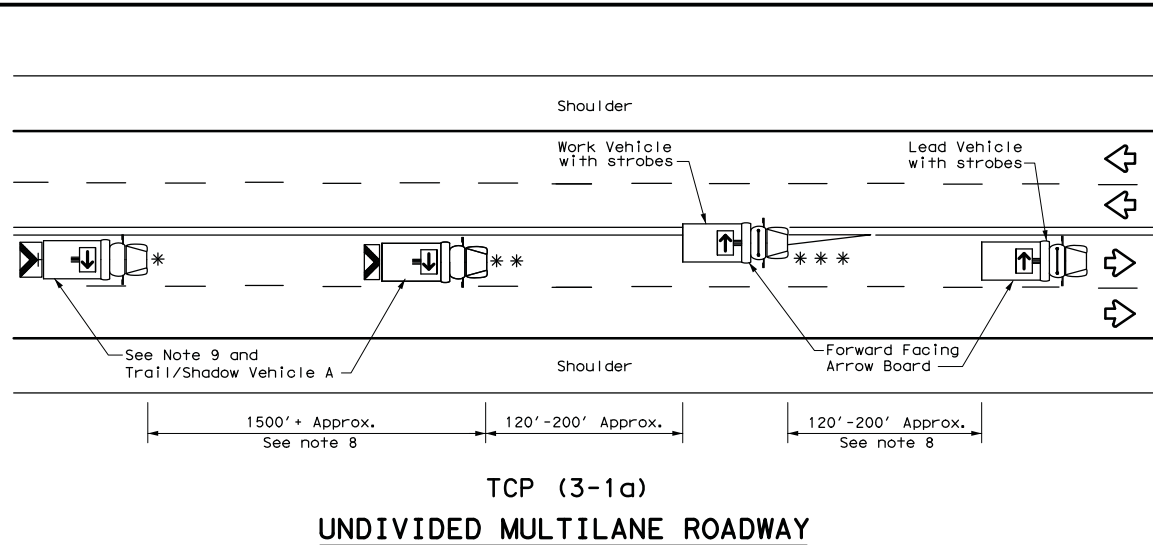 Shoulder
Work Vehicle
with strobes
Lead Vehicle
with strobes
*
* *
* * *
See Note 9 and
Trail/Shadow Vehicle A
Shoulder
Forward Facing
Arrow Board
1500'+ Approx.
See note 8
120'-200' Approx.
120'-200' Approx.
See note 8
TCP (3-1a)
UNDIVIDED MULTILANE ROADWAY